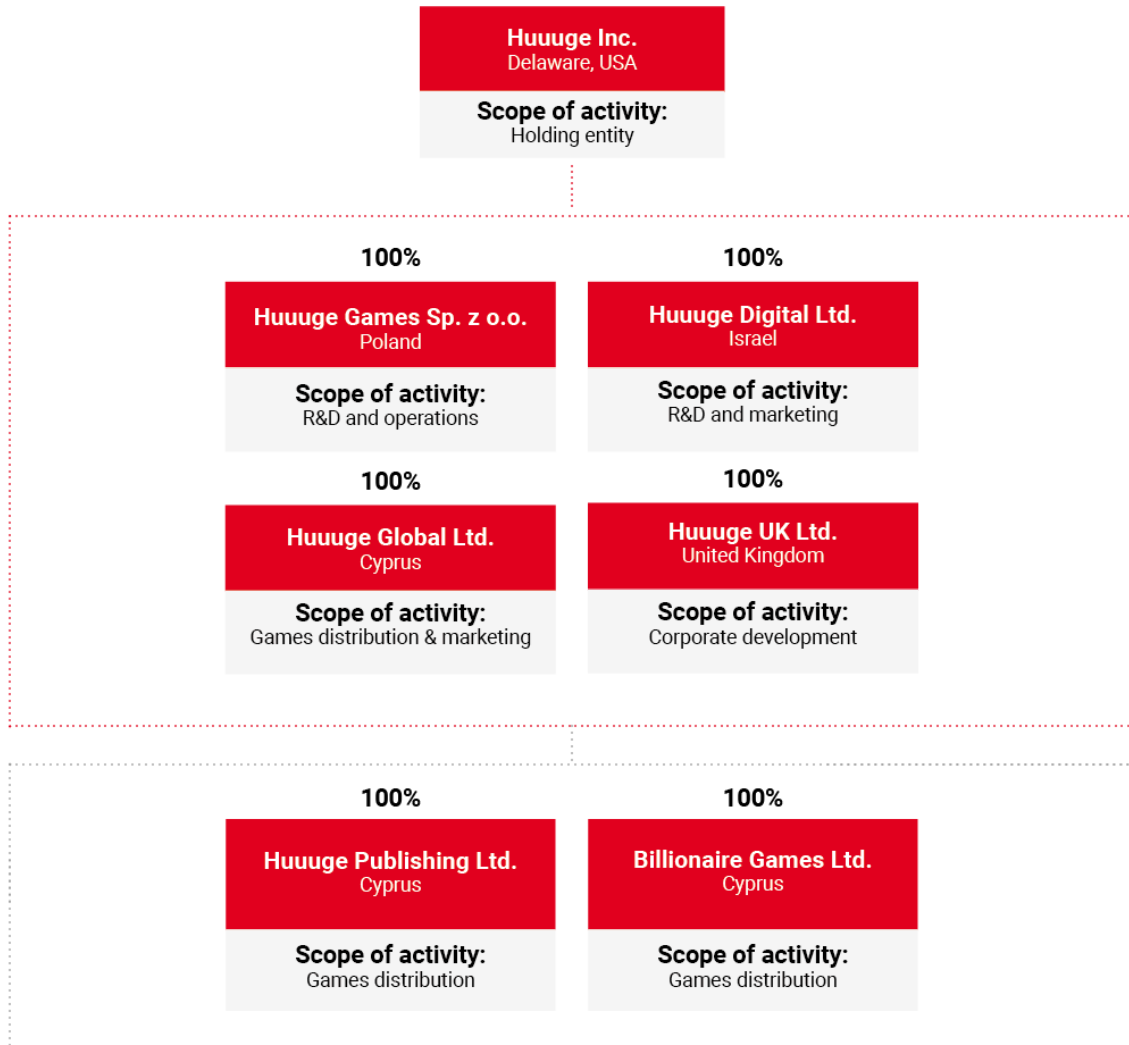 Huuuge Inc.
Delaware, USA
Scope of activity:
Holding entity
100%
Huuuge Games Sp. z o.o.
Poland
Scope of activity:
R&D and operations
100%
Huuuge Digital Ltd.
Israel
Scope of activity:
R&D and marketing
100%
Huuuge Global Ltd.
Cyprus
Scope of activity:
Games distribution & marketing
100%
Huuuge UK Ltd.
United Kingdom
Scope of activity:
Corporate development
100%
Huuuge Publishing Ltd.
Cyprus
Scope of activity:
Games distribution
100%
Billionaire Games Ltd.
Cyprus
Scope of activity:
Games distribution